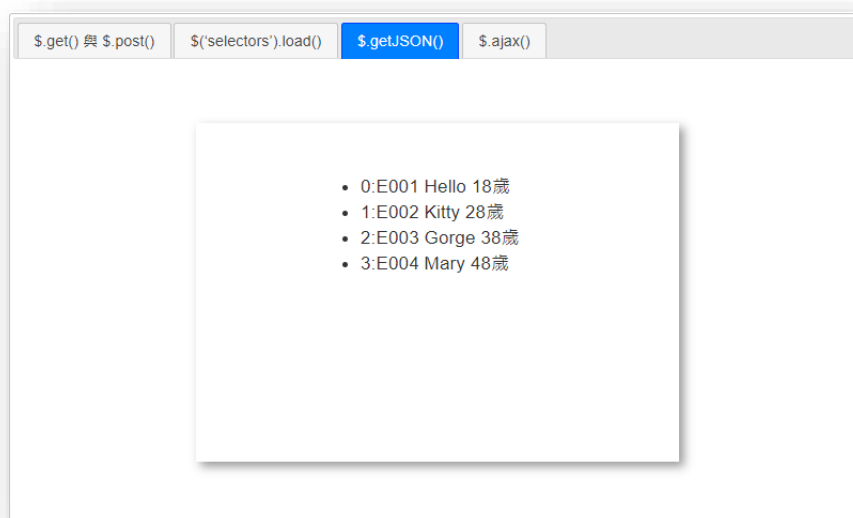 $.get() 與 $.post() $(‘selectors’).load() $.getJSON() $.ajax()
0:E001 Hello 18歲
1:E002 Kitty 28歲
2:E003 Gorge 38歲
3:E004 Mary 48歲